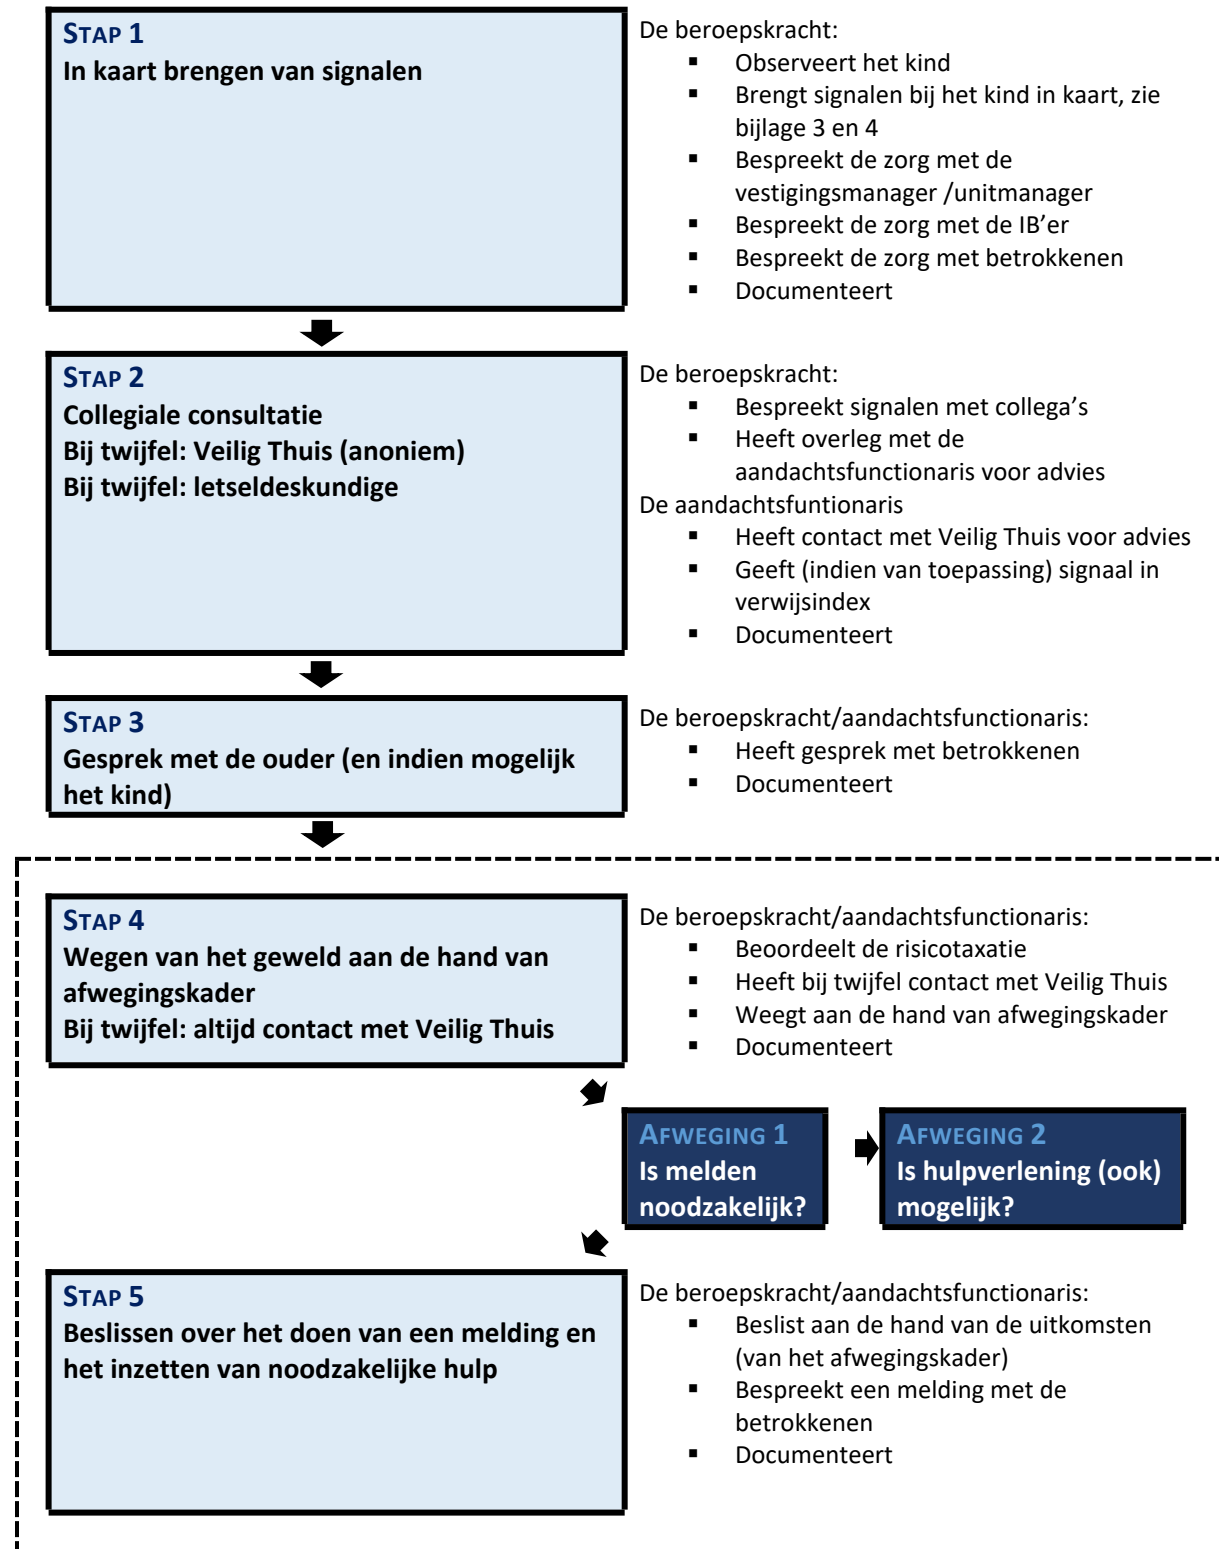 STAP 1
In kaart brengen van signalen
De beroepskracht:
▪ Observeert het kind
▪ Brengt signalen bij het kind in kaart, zie
bijlage 3 en 4
▪ Bespreekt de zorg met de
vestigingsmanager /unitmanager
▪ Bespreekt de zorg met de IB’er
▪ Bespreekt de zorg met betrokkenen
▪ Documenteert
STAP 2
Collegiale consultatie
Bij twijfel: Veilig Thuis (anoniem)
Bij twijfel: letseldeskundige
De beroepskracht:
▪ Bespreekt signalen met collega’s
▪ Heeft overleg met de
aandachtsfunctionaris voor advies
De aandachtsfuntionaris
▪ Heeft contact met Veilig Thuis voor advies
▪ Geeft (indien van toepassing) signaal in
verwijsindex
▪ Documenteert
STAP 3
Gesprek met de ouder (en indien mogelijk
het kind)
De beroepskracht/aandachtsfunctionaris:
▪ Heeft gesprek met betrokkenen
▪ Documenteert
STAP 4
Wegen van het geweld aan de hand van
afwegingskader
Bij twijfel: altijd contact met Veilig Thuis
De beroepskracht/aandachtsfunctionaris:
▪ Beoordeelt de risicotaxatie
▪ Heeft bij twijfel contact met Veilig Thuis
▪ Weegt aan de hand van afwegingskader
▪ Documenteert
AFWEGING 1
Is melden
noodzakelijk?
AFWEGING 2
Is hulpverlening (ook)
mogelijk?
STAP 5
Beslissen over het doen van een melding en
het inzetten van noodzakelijke hulp
De beroepskracht/aandachtsfunctionaris:
▪ Beslist aan de hand van de uitkomsten
(van het afwegingskader)
▪ Bespreekt een melding met de
betrokkenen
▪ Documenteert